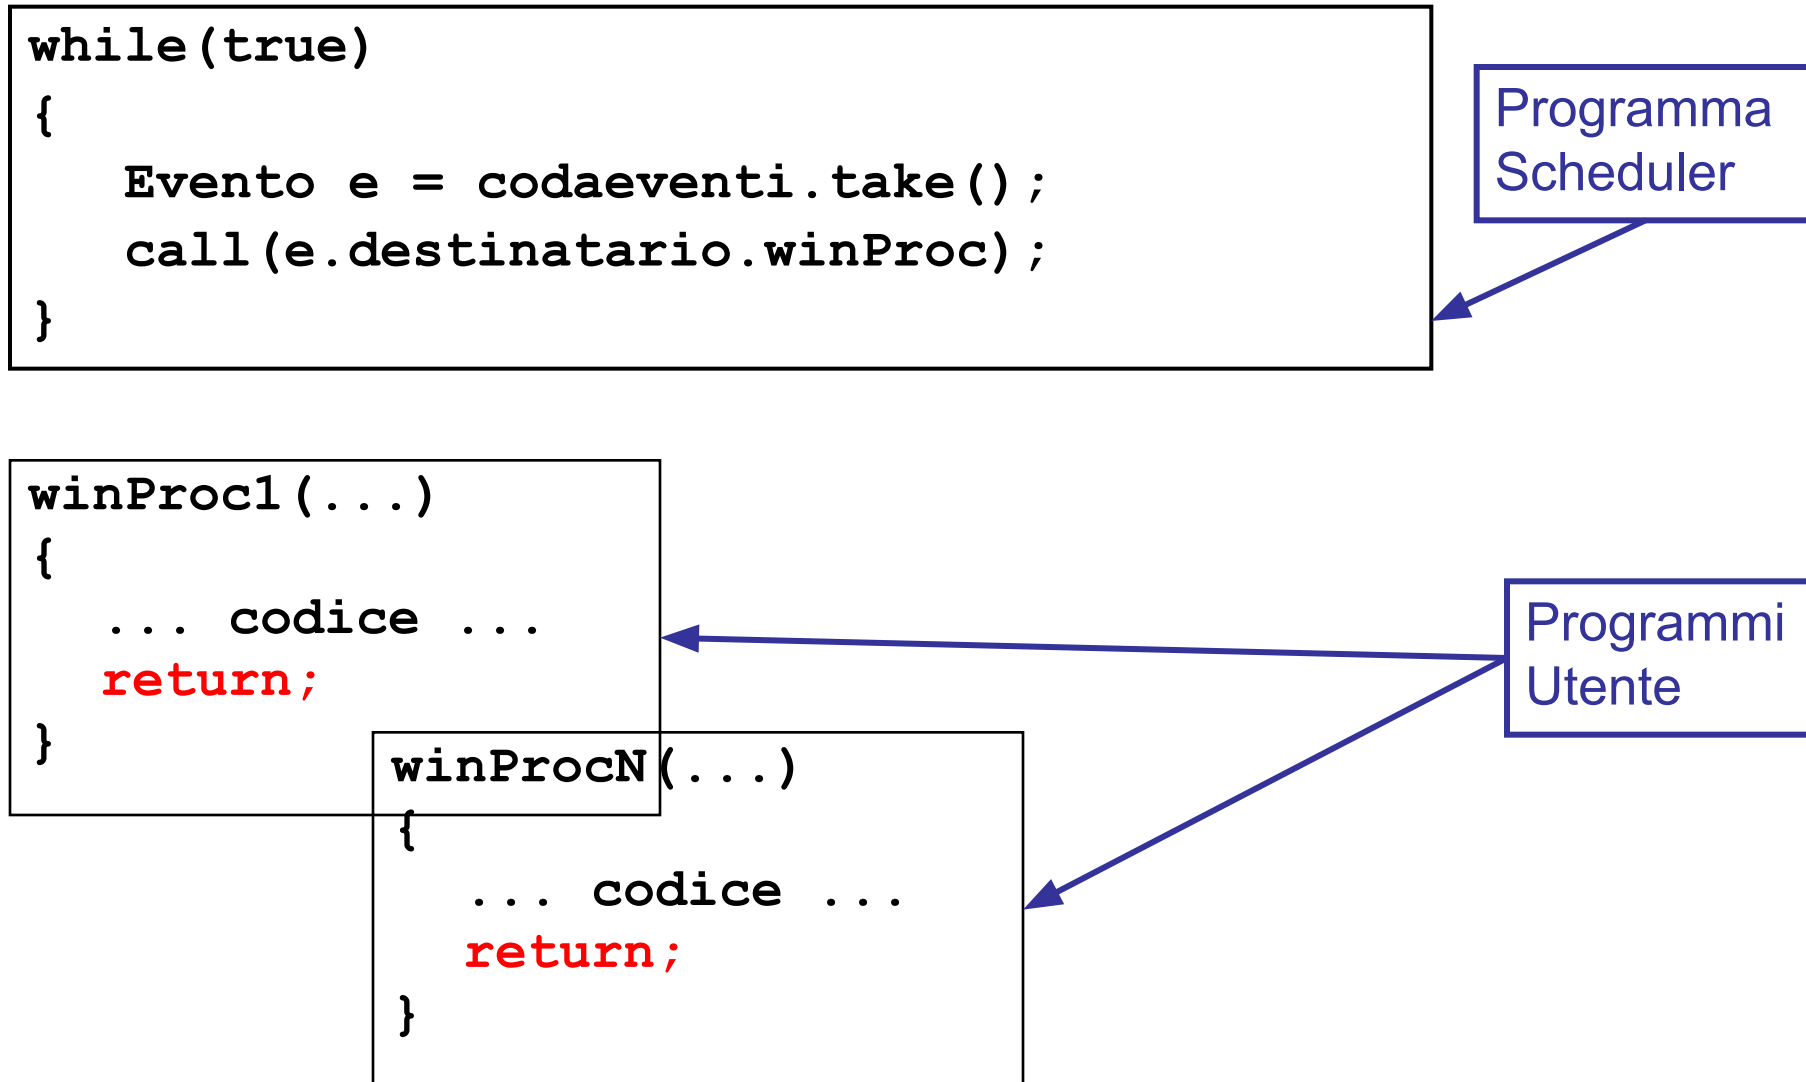 while(true)
{
Evento e = codaeventi.take();
call(e.destinatario.winProc);
}
Programma
Scheduler
winProc1(...)
{
... codice ...
return;
}
winProcN(...)
{
... codice ...
return;
}
Programmi
Utente